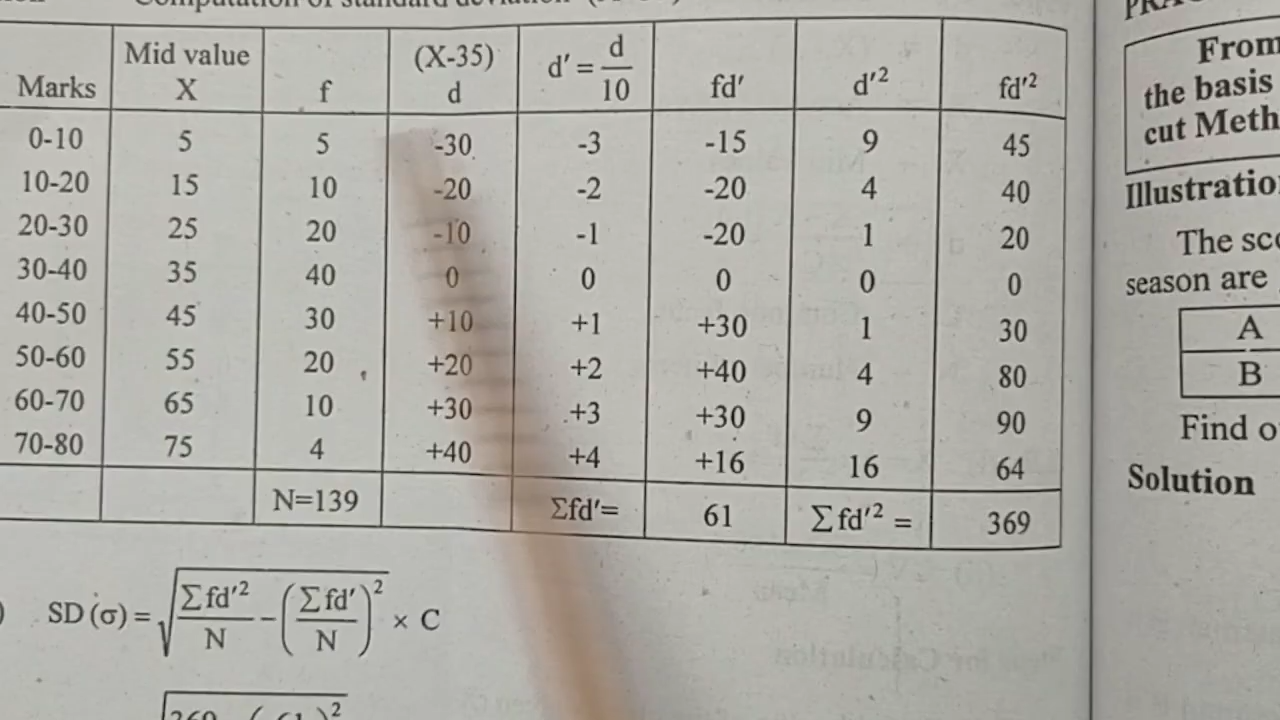 Computation of standard deviation
Marks | Mid value X | f | (X-35) d | d′ = d/10 | fd′ | d′² | fd′²
0-10 | 5 | 5 | -30 | -3 | -15 | 9 | 45
10-20 | 15 | 10 | -20 | -2 | -20 | 4 | 40
20-30 | 25 | 20 | -10 | -1 | -20 | 1 | 20
30-40 | 35 | 40 | 0 | 0 | 0 | 0 | 0
40-50 | 45 | 30 | +10 | +1 | +30 | 1 | 30
50-60 | 55 | 20 | +20 | +2 | +40 | 4 | 80
60-70 | 65 | 10 | +30 | +3 | +30 | 9 | 90
70-80 | 75 | 4 | +40 | +4 | +16 | 16 | 64
N=139 | Σfd′= | 61 | Σfd′² = | 369
SD (σ) = √(Σfd′²/N − (Σfd′/N)²) × C
From
the basis
cut Meth
Illustratio
The sco
season are
A
B
Find o
Solution